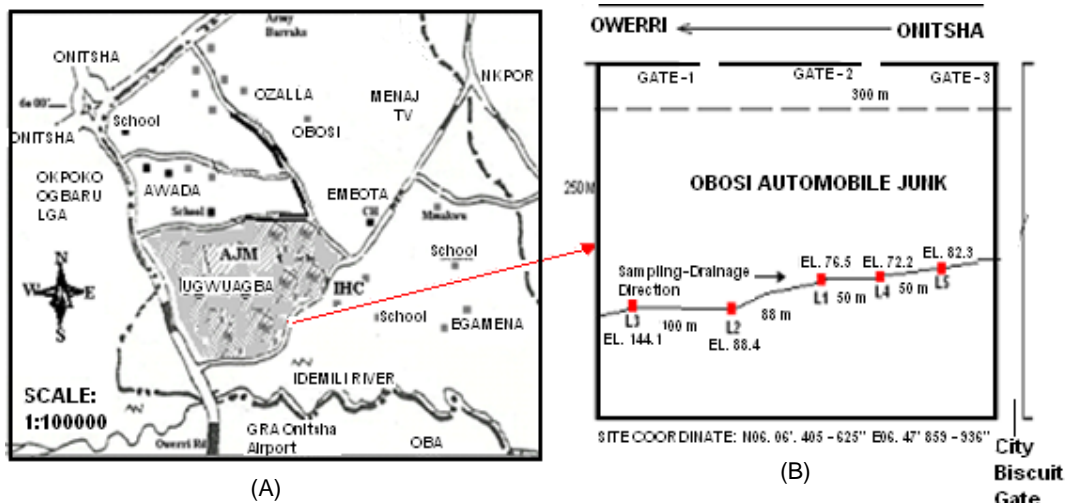 Army
Barraks
ONITSHA
NKPOR
OZALLA
MENAJ
TV
6o 00'
School
OBOSI
ONITSHA
OKPOKO
OGBARU
LGA
AWADA
EMBOTA
School
CH
School
AJM
UGWUAGBA
IHC
School
EGAMENA
N
W E
S
IDEMILI RIVER
SCALE:
1:100000
GRA Onitsha
Airport
OBA
Owerri Rd
(A)
OWERRI
ONITSHA
GATE-1
GATE-2
GATE-3
300 m
250M
OBOSI AUTOMOBILE JUNK
EL. 76.5
EL. 72.2
EL. 82.3
Sampling-Drainage
Direction
L1
50 m
L4
50 m
L5
L3
100 m
L2
88 m
EL. 144.1
EL. 88.4
SITE COORDINATE: N06. 06'. 405 - 625" E06. 47' 859 - 936"
City
Biscuit
Gate
(B)